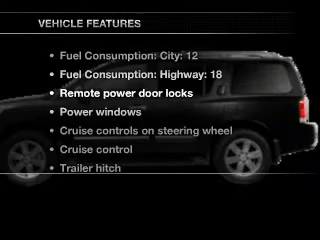 VEHICLE FEATURES
• Fuel Consumption: City: 12
• Fuel Consumption: Highway: 18
• Remote power door locks
• Power windows
• Cruise controls on steering wheel
• Cruise control
• Trailer hitch